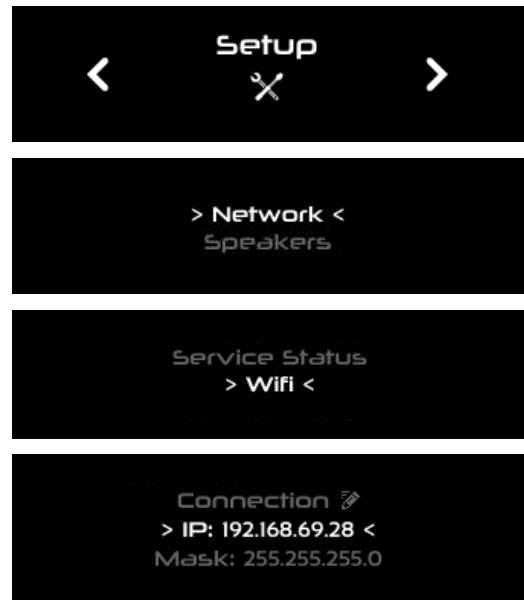 Setup
> Network <
Speakers
Service Status
> Wifi <
Connection
> IP: 192.168.69.28 <
Mask: 255.255.255.0